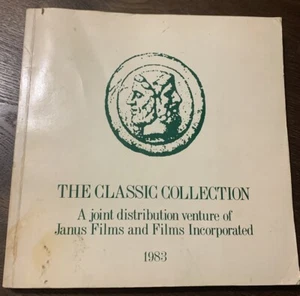 THE CLASSIC COLLECTION
A joint distribution venture of
Janus Films and Films Incorporated
1983